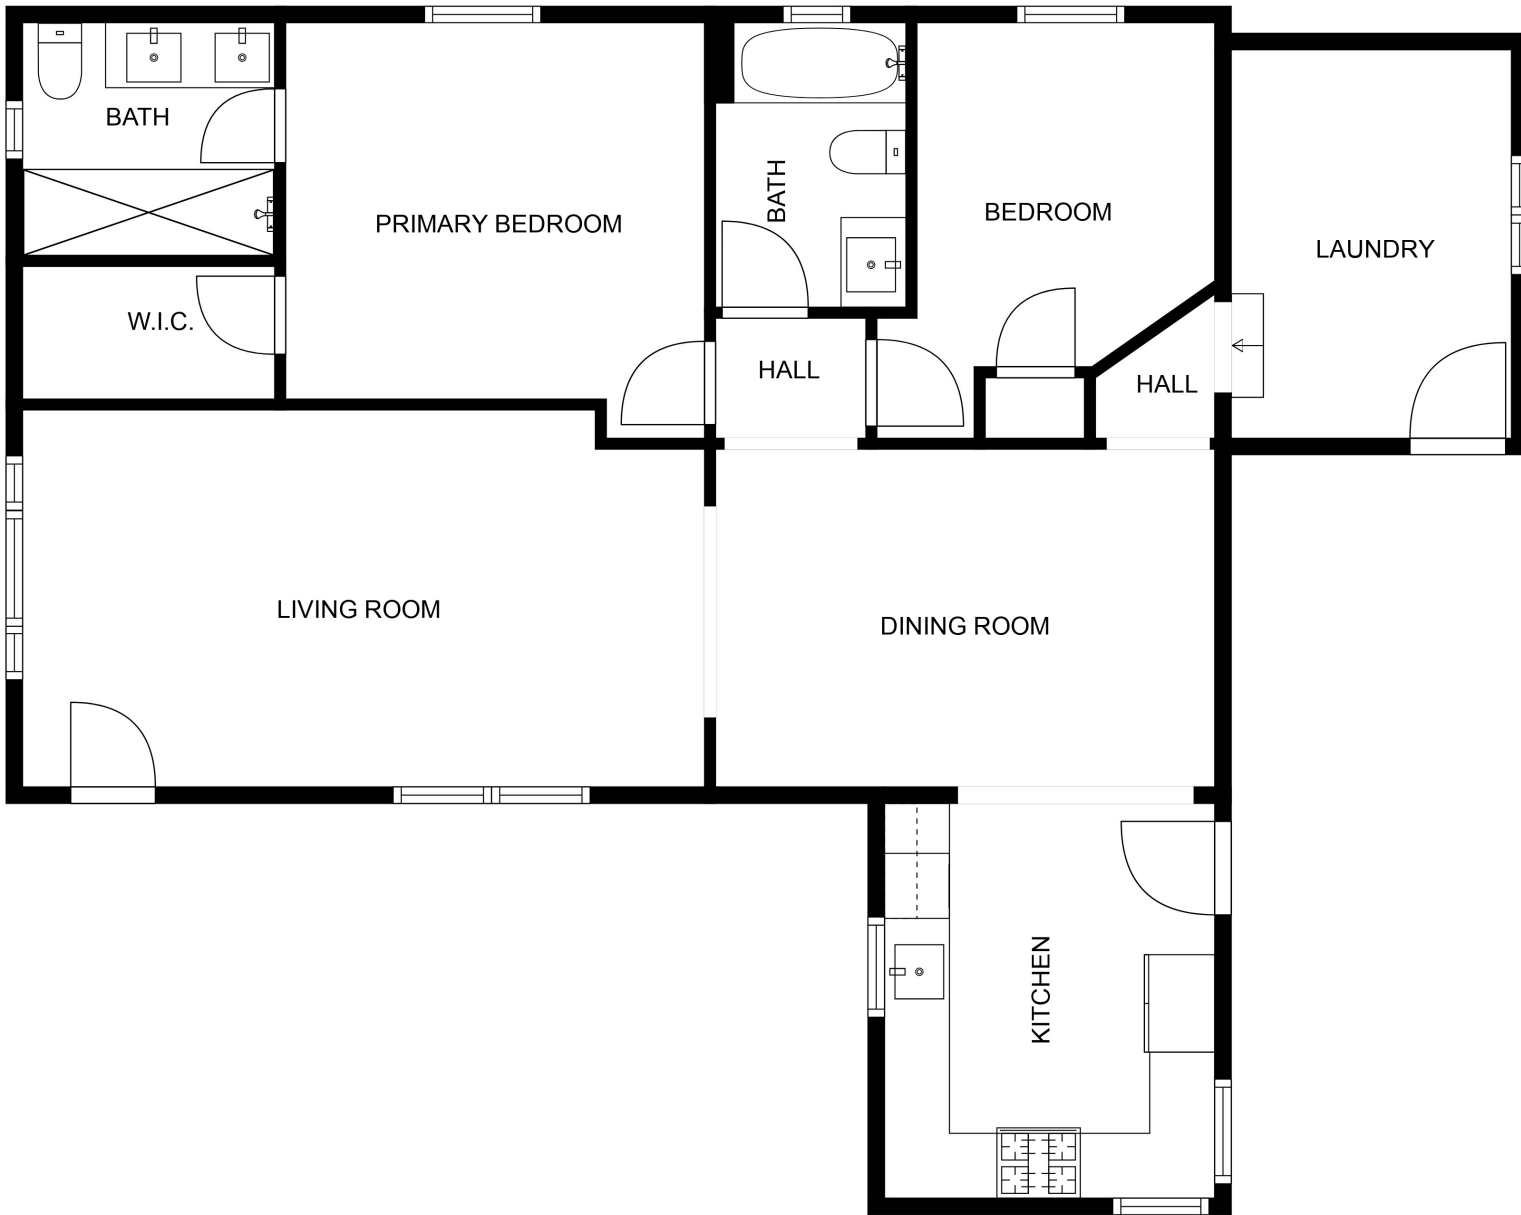 BATH
PRIMARY BEDROOM
BATH
BEDROOM
LAUNDRY
W.I.C.
HALL
HALL
LIVING ROOM
DINING ROOM
KITCHEN